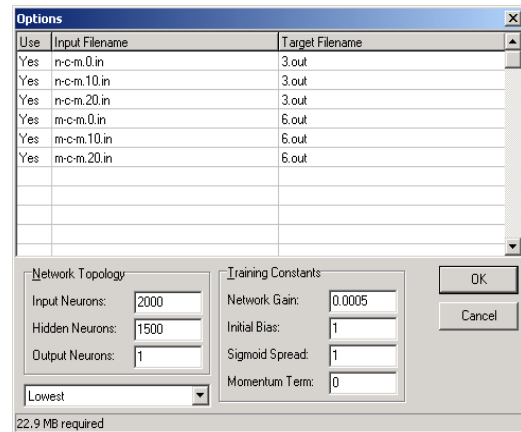 Options
Use Input Filename Target Filename
Yes n-c-m.0.in 3.out
Yes n-c-m.10.in 3.out
Yes n-c-m.20.in 3.out
Yes m-c-m.0.in 6.out
Yes m-c-m.10.in 6.out
Yes m-c-m.20.in 6.out
Network Topology
Input Neurons: 2000
Hidden Neurons: 1500
Output Neurons: 1
Lowest
Training Constants
Network Gain: 0.0005
Initial Bias: 1
Sigmoid Spread: 1
Momentum Term: 0
OK
Cancel
22.9 MB required